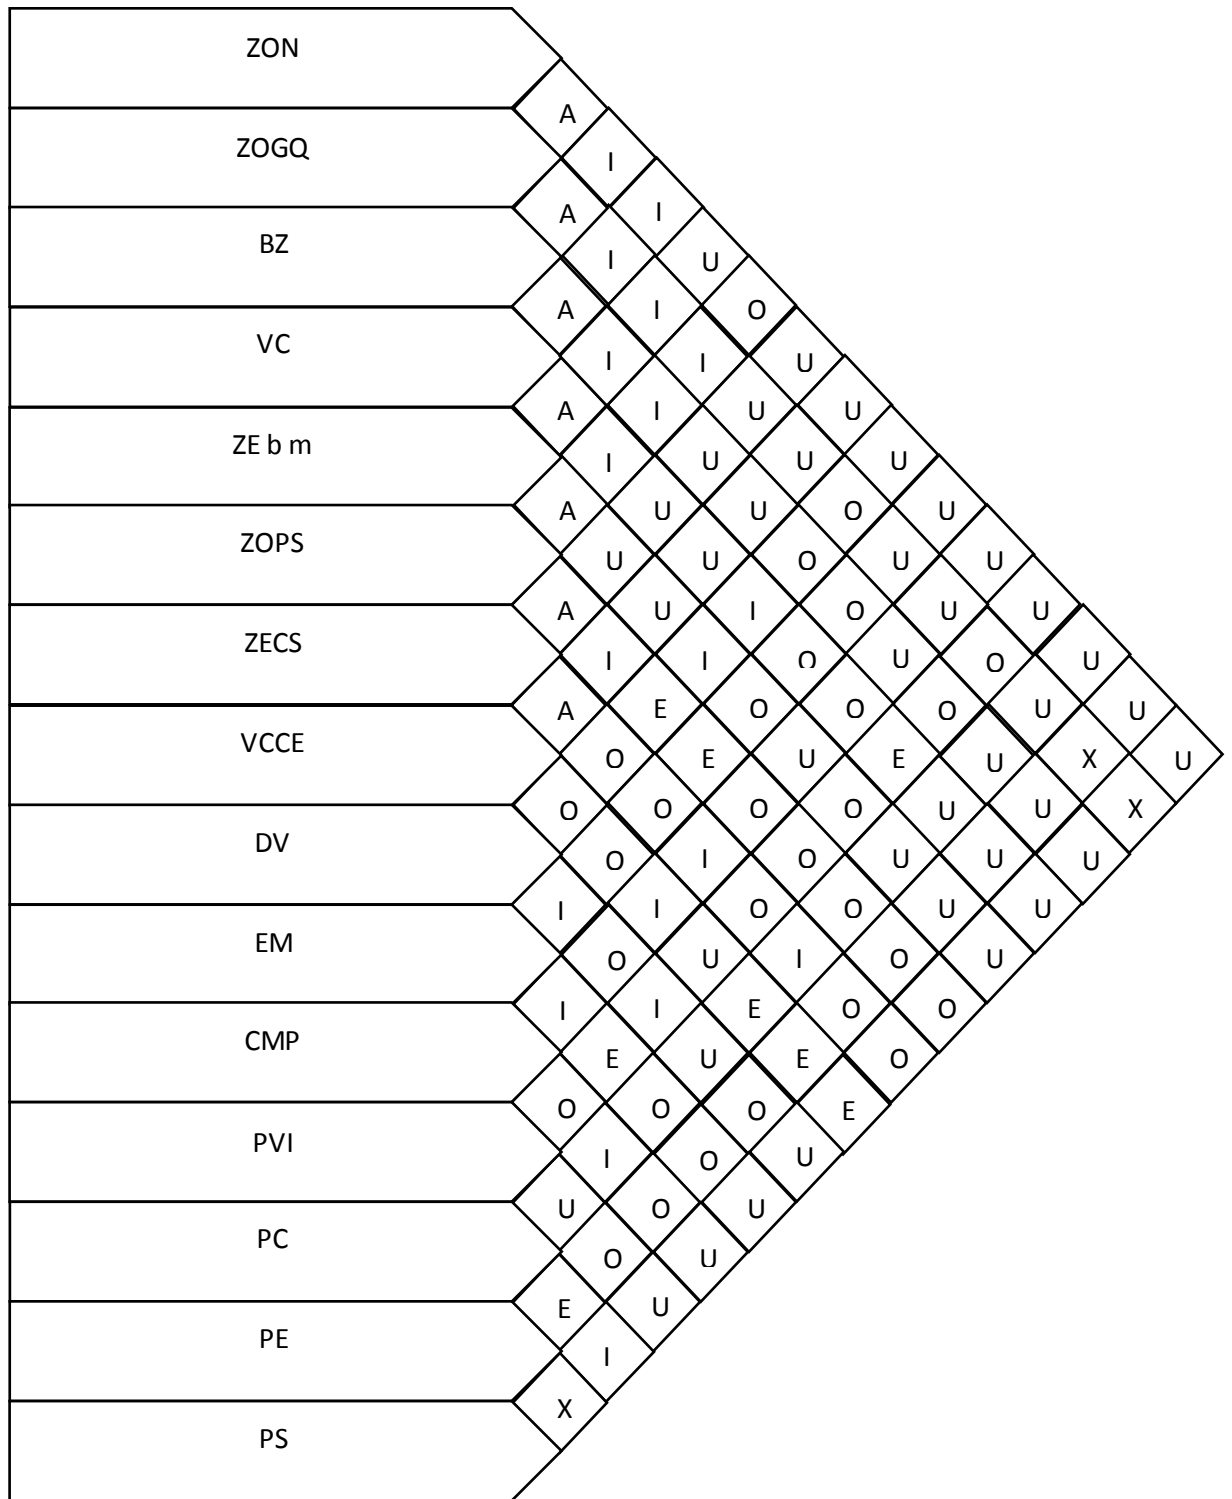 ZON
A
ZOGQ
I
A I
BZ
I U
A I O
VC
I I U
A I U U
ZE b m
I U U U
A U U O U
ZOPS
U U O U U
A U I O U U
ZECS
I I O U O U
A E O O O U U
VCCE
O E U E U X U
O O O O U U X
DV
O I O U U U
I I O O U U
EM
O U I O U
I I E O O
CMP
E U E O
O O O E
PVI
I O U
U O U
PC
O U
E U
PE
I
X
PS